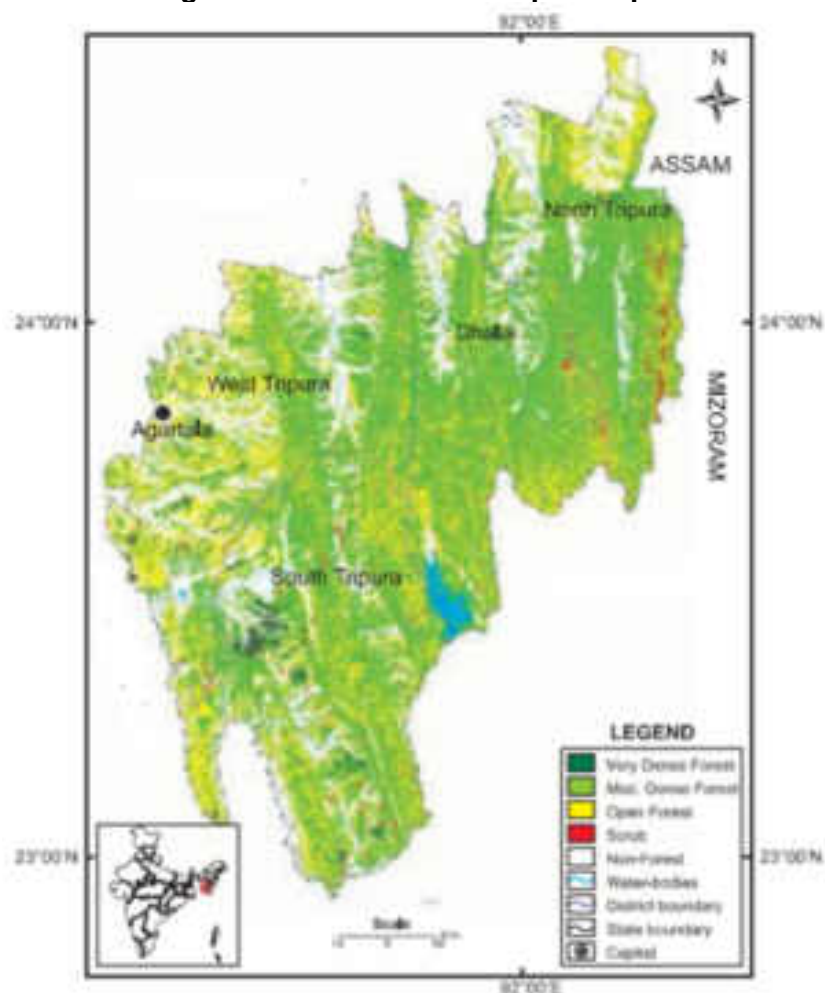 92°00'E
N
ASSAM
North Tripura
24°00'N
24°00'N
Dhalai
West Tripura
MIZORAM
Agartala
South Tripura
LEGEND
Very Dense Forest
Mod. Dense Forest
Open Forest
Scrub
Non-Forest
Water-bodies
District boundary
State boundary
Capital
23°00'N
23°00'N
Scale
92°00'E